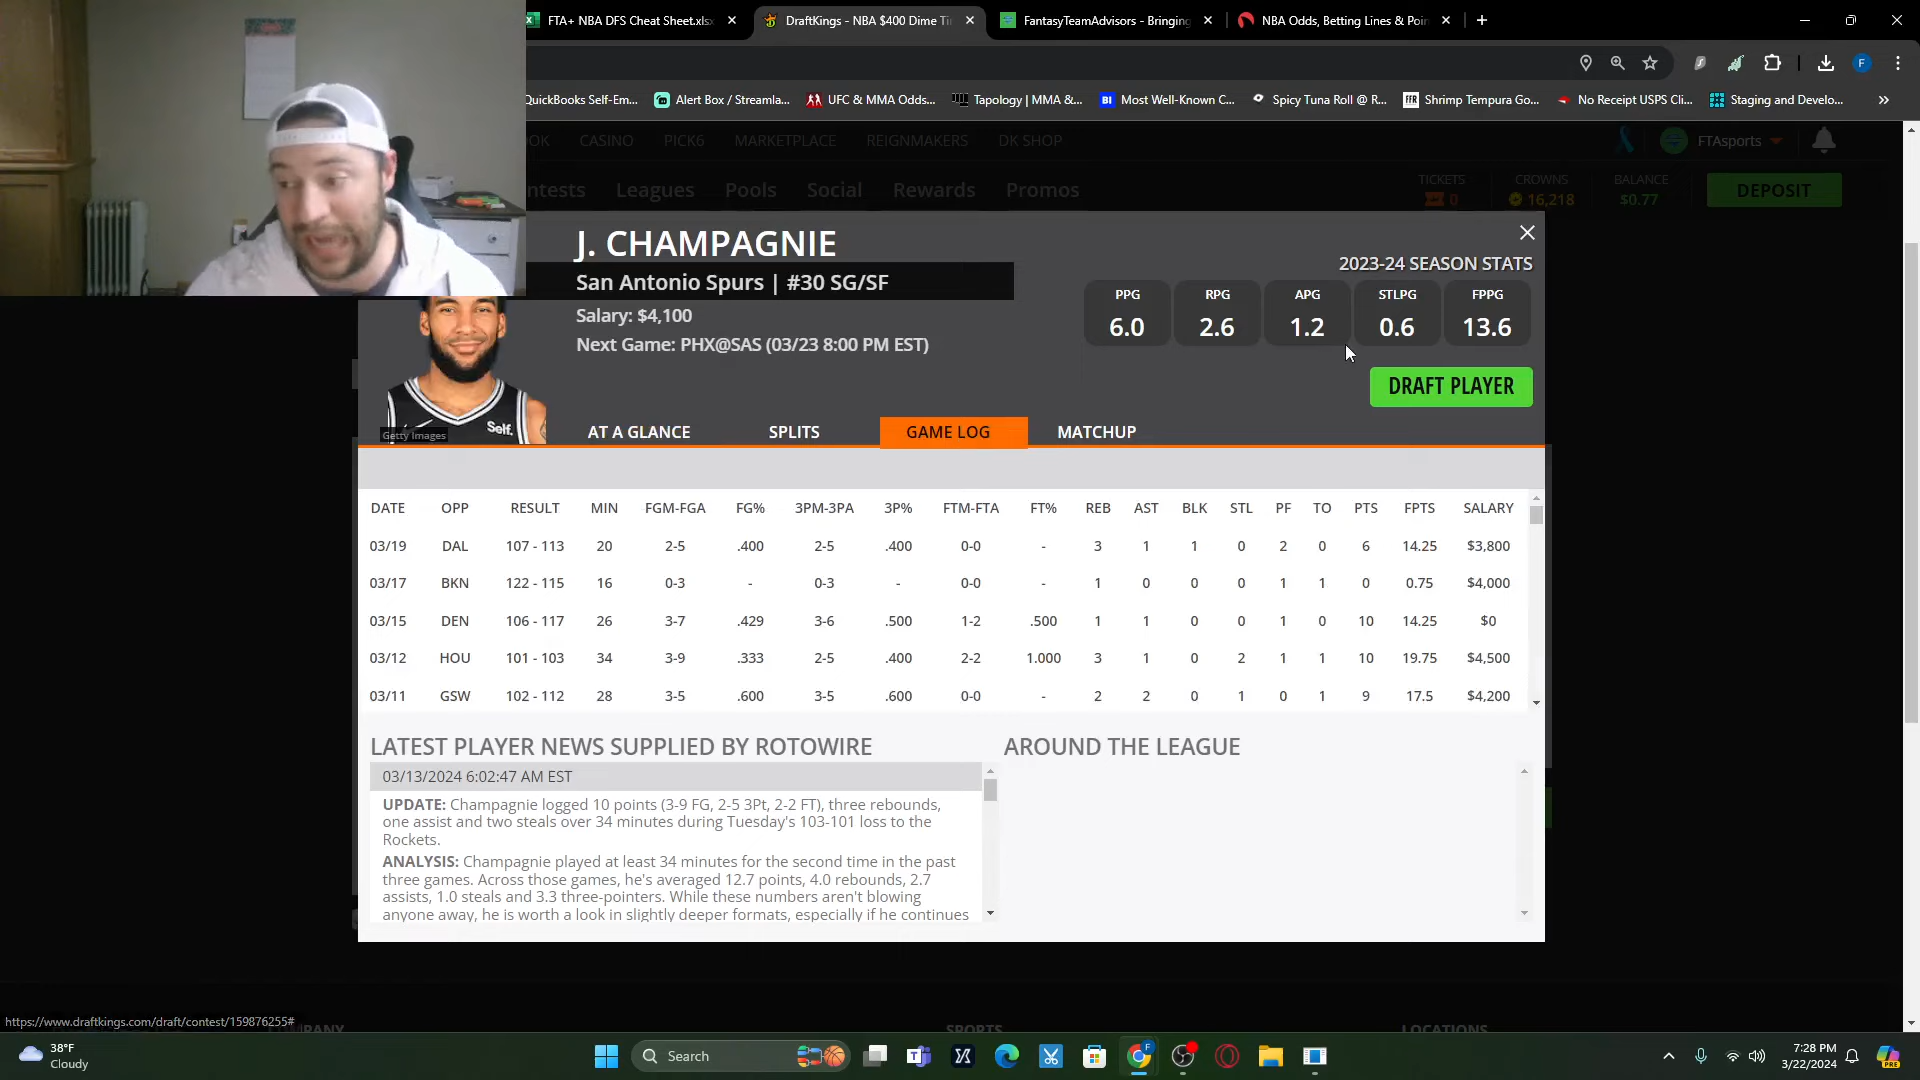 FTA+ NBA DFS Cheat Sheet.xls
DraftKings - NBA $400 Dime Ti
FantasyTeamAdvisors - Bringing
NBA Odds, Betting Lines & Poin
QuickBooks Self-Em...
Alert Box / Streamla...
UFC & MMA Odds...
Tapology | MMA &...
BI Most Well-Known C...
Spicy Tuna Roll @ R...
FFR Shrimp Tempura Go...
No Receipt USPS Cli...
Staging and Develo...
»
OOK CASINO PICK6 MARKETPLACE REIGNMAKERS DK SHOP
FTAsports
ntests Leagues Pools Social Rewards Promos
TICKETS 0
CROWNS 16,218
BALANCE $0.77
DEPOSIT
J. CHAMPAGNIE
San Antonio Spurs | #30 SG/SF
Salary: $4,100
Next Game: PHX@SAS (03/23 8:00 PM EST)
2023-24 SEASON STATS
PPG RPG APG STLPG FPPG
6.0 2.6 1.2 0.6 13.6
DRAFT PLAYER
Self.
Getty Images
AT A GLANCE SPLITS GAME LOG MATCHUP
DATE OPP RESULT MIN FGM-FGA FG% 3PM-3PA 3P% FTM-FTA FT% REB AST BLK STL PF TO PTS FPTS SALARY
03/19 DAL 107 - 113 20 2-5 .400 2-5 .400 0-0 - 3 1 1 0 2 0 6 14.25 $3,800
03/17 BKN 122 - 115 16 0-3 - 0-3 - 0-0 - 1 0 0 0 1 1 0 0.75 $4,000
03/15 DEN 106 - 117 26 3-7 .429 3-6 .500 1-2 .500 1 1 0 0 1 0 10 14.25 $0
03/12 HOU 101 - 103 34 3-9 .333 2-5 .400 2-2 1.000 3 1 0 2 1 1 10 19.75 $4,500
03/11 GSW 102 - 112 28 3-5 .600 3-5 .600 0-0 - 2 2 0 1 0 1 9 17.5 $4,200
LATEST PLAYER NEWS SUPPLIED BY ROTOWIRE
AROUND THE LEAGUE
03/13/2024 6:02:47 AM EST
UPDATE: Champagnie logged 10 points (3-9 FG, 2-5 3Pt, 2-2 FT), three rebounds,
one assist and two steals over 34 minutes during Tuesday's 103-101 loss to the
Rockets.
ANALYSIS: Champagnie played at least 34 minutes for the second time in the past
three games. Across those games, he's averaged 12.7 points, 4.0 rebounds, 2.7
assists, 1.0 steals and 3.3 three-pointers. While these numbers aren't blowing
anyone away, he is worth a look in slightly deeper formats, especially if he continues
https://www.draftkings.com/draft/contest/159876255#
COMPANY SPORTS LOCATIONS
38°F
Cloudy
Search
7:28 PM
3/22/2024